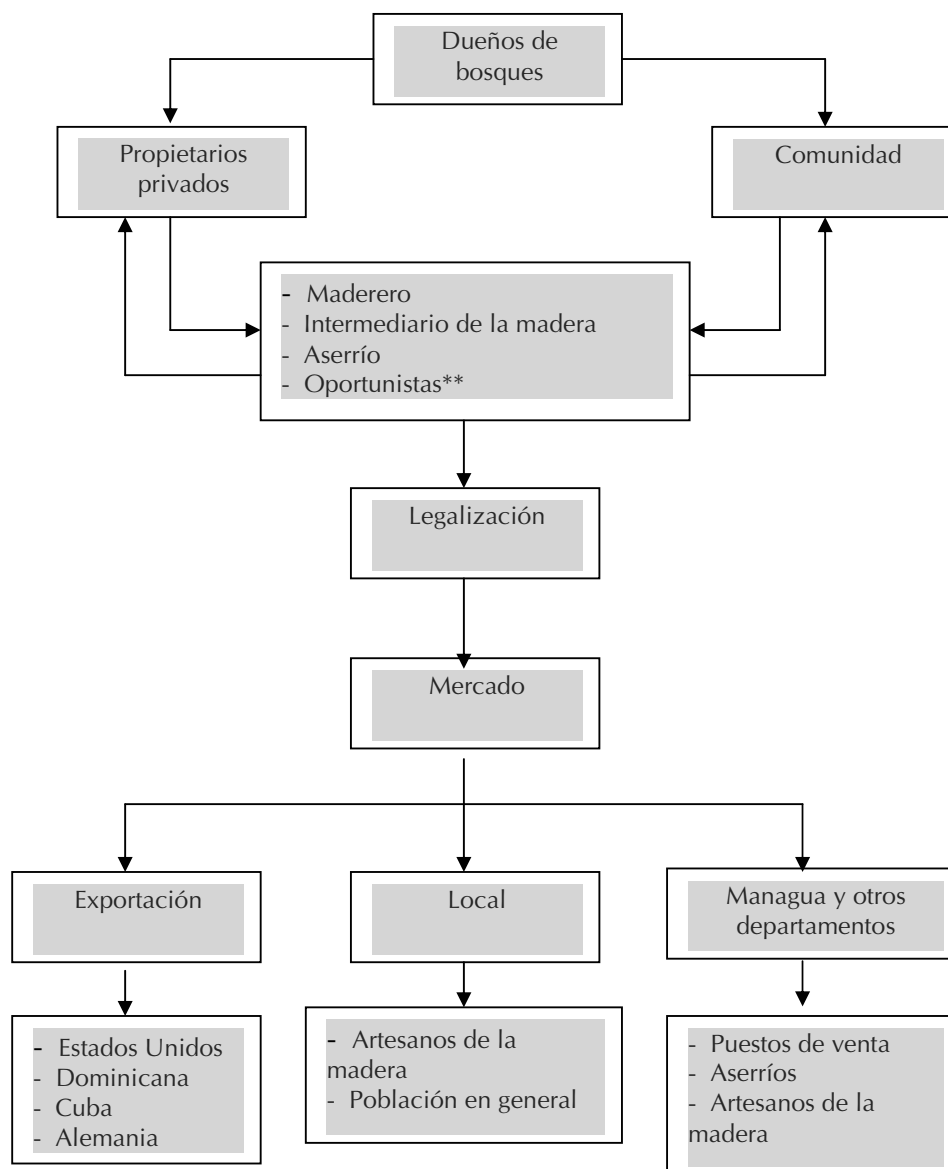 Dueños de
bosques
Propietarios
privados
Comunidad
- Maderero
- Intermediario de la madera
- Aserrío
- Oportunistas**
Legalización
Mercado
Exportación
Local
Managua y otros
departamentos
- Estados Unidos
- Dominicana
- Cuba
- Alemania
- Artesanos de la
madera
- Población en general
- Puestos de venta
- Aserríos
- Artesanos de la
madera